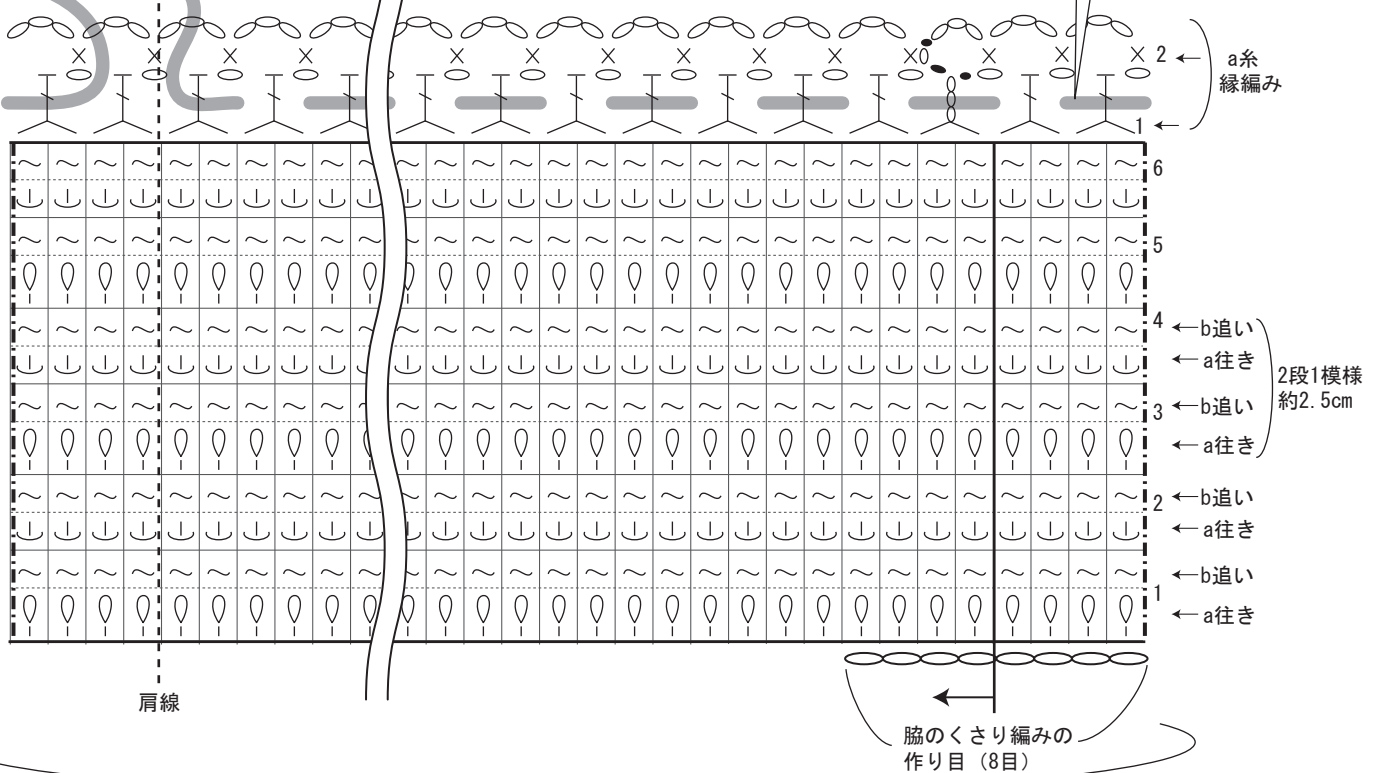 2 ←
a糸
縁編み
1 ←
6
5
4 ←b追い
←a往き
2段1模様
約2.5cm
3 ←b追い
←a往き
2 ←b追い
←a往き
←b追い
1
←a往き
肩線
脇のくさり編みの
作り目（8目）